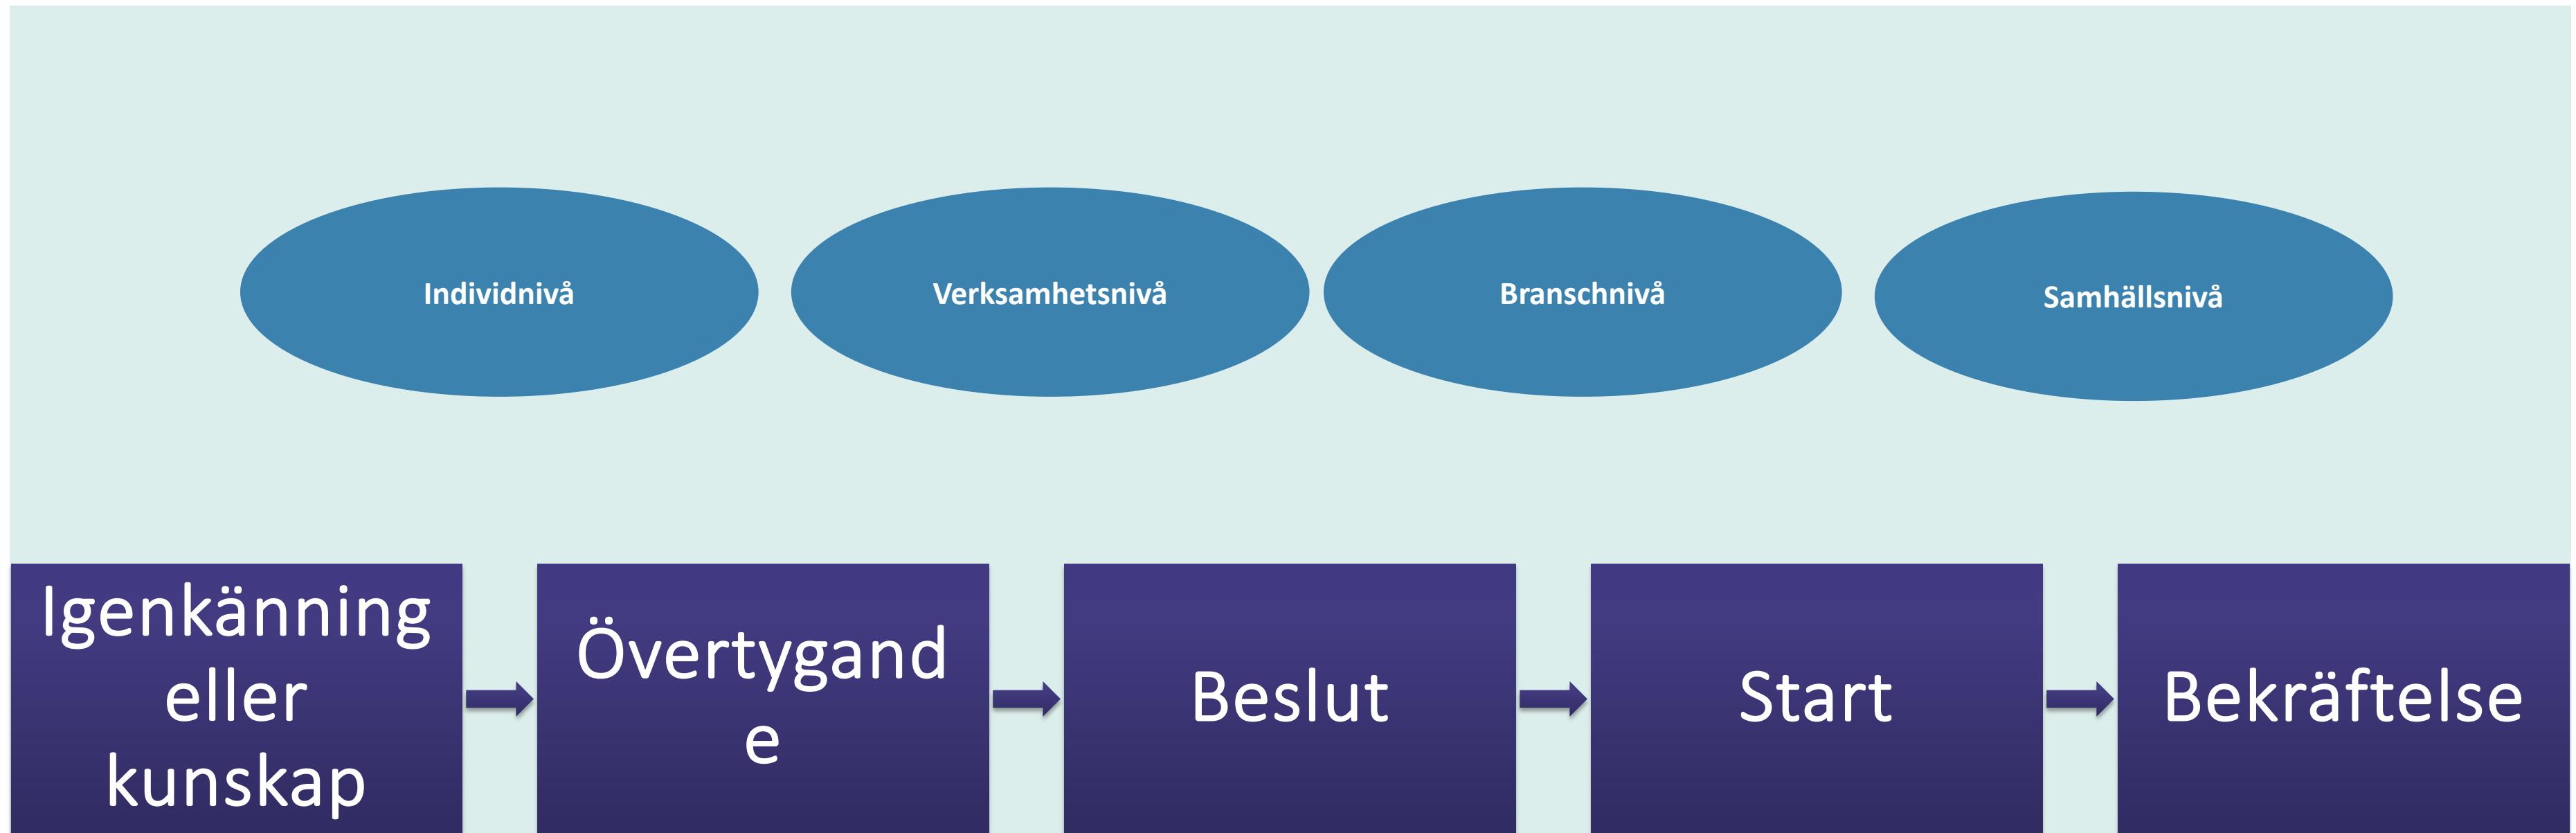 Individnivå
Verksamhetsnivå
Branschnivå
Samhällsnivå
Igenkänning
eller
kunskap
Övertygand
e
Beslut
Start
Bekräftelse